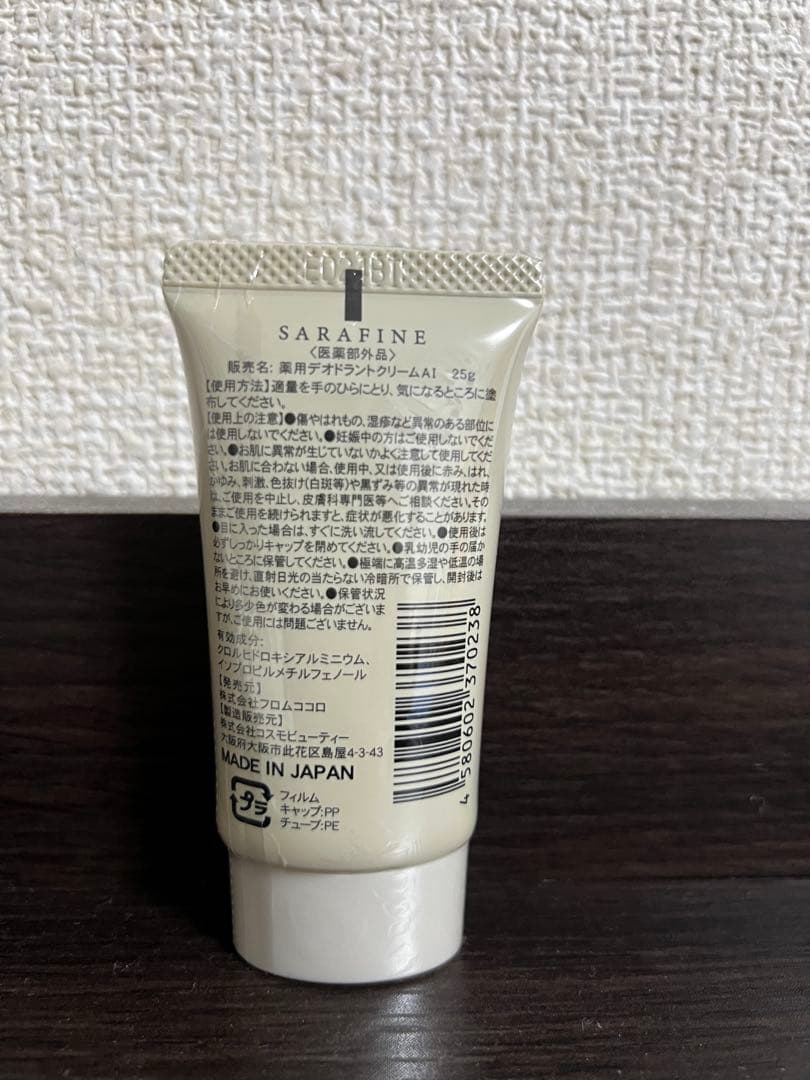 SARAFINE
〈医薬部外品〉
販売名: 薬用デオドラントクリームAI 25g
【使用方法】適量を手のひらにとり、気になるところに塗
布してください。
【使用上の注意】●傷やはれもの、湿疹など異常のある部位に
は使用しないでください。●妊娠中の方はご使用しないでくだ
さい。●お肌に異常が生じていないかよく注意して使用してくだ
さい。お肌に合わない場合、使用中、又は使用後に赤み、はれ、
かゆみ、刺激、色抜け(白斑等)や黒ずみ等の異常が現れた時
は、ご使用を中止し、皮膚科専門医等へご相談ください。その
ままご使用を続けられますと、症状が悪化することがあります。
●目に入った場合は、すぐに洗い流してください。●使用後は
必ずしっかりキャップを閉めてください。●乳幼児の手の届か
ないところに保管してください。●極端に高温多湿や低温の場
所を避け、直射日光の当たらない冷暗所で保管し、開封後は
お早めにお使いください。●保管状況
により多少色が変わる場合がございま
すが、ご使用には問題ございません。
有効成分:
クロルヒドロキシアルミニウム、
イソプロピルメチルフェノール
【発売元】
株式会社フロムココロ
【製造販売元】
株式会社コスモビューティー
大阪府大阪市此花区島屋4-3-43
MADE IN JAPAN
プラ
フィルム
キャップ:PP
チューブ:PE
4 580602 370238